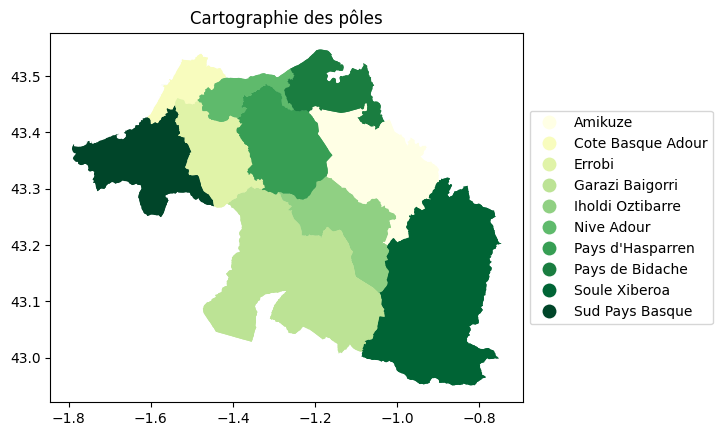 Cartographie des pôles
43.5
43.4
43.3
43.2
43.1
43.0
−1.8 −1.6 −1.4 −1.2 −1.0 −0.8
Amikuze
Cote Basque Adour
Errobi
Garazi Baigorri
Iholdi Oztibarre
Nive Adour
Pays d'Hasparren
Pays de Bidache
Soule Xiberoa
Sud Pays Basque